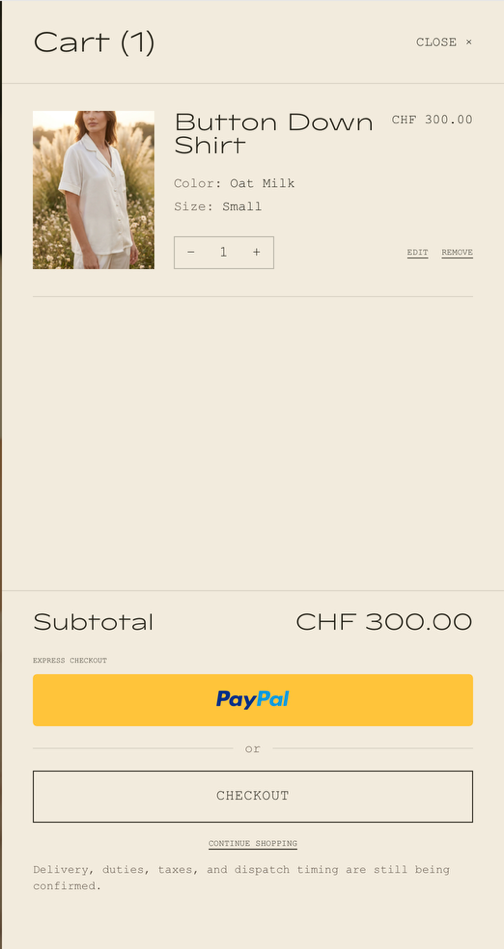 Cart (1)
CLOSE ×
Button Down
Shirt
CHF 300.00
Color: Oat Milk
Size: Small
− 1 +
EDIT REMOVE
Subtotal CHF 300.00
EXPRESS CHECKOUT
PayPal
or
CHECKOUT
CONTINUE SHOPPING
Delivery, duties, taxes, and dispatch timing are still being
confirmed.